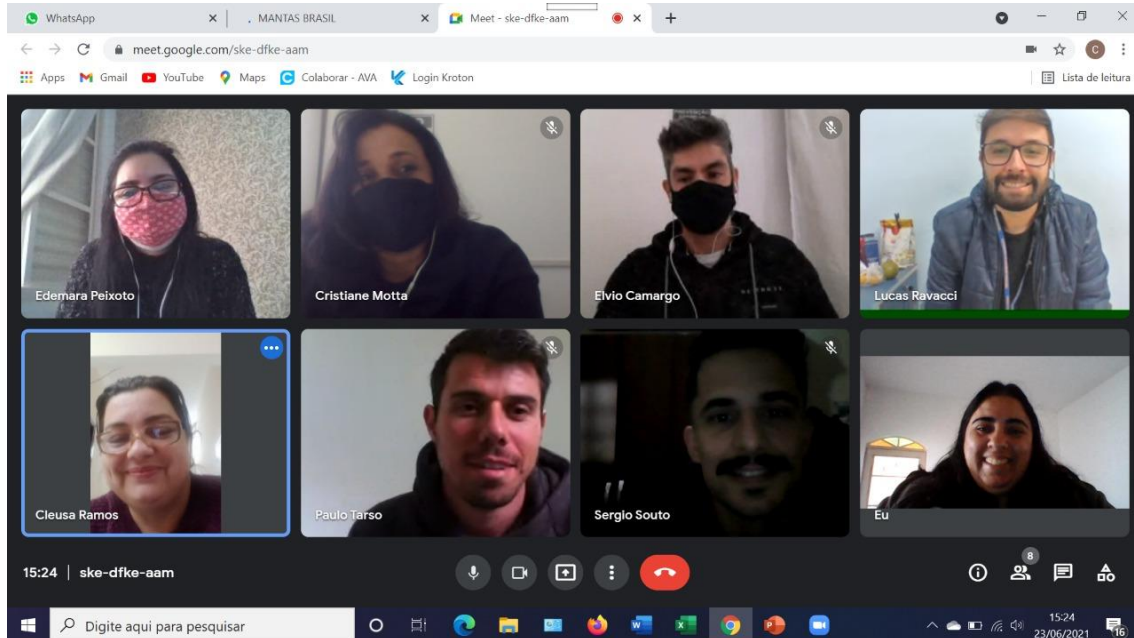 WhatsApp
. MANTAS BRASIL
Meet - ske-dfke-aam
meet.google.com/ske-dfke-aam
C
Apps
Gmail
YouTube
Maps
Colaborar - AVA
Login Kroton
Lista de leitura
Edemara Peixoto
Cristiane Motta
Elvio Camargo
Lucas Ravacci
Cleusa Ramos
Paulo Tarso
Sergio Souto
Eu
15:24 | ske-dfke-aam
8
Digite aqui para pesquisar
15:24
23/06/2021
16